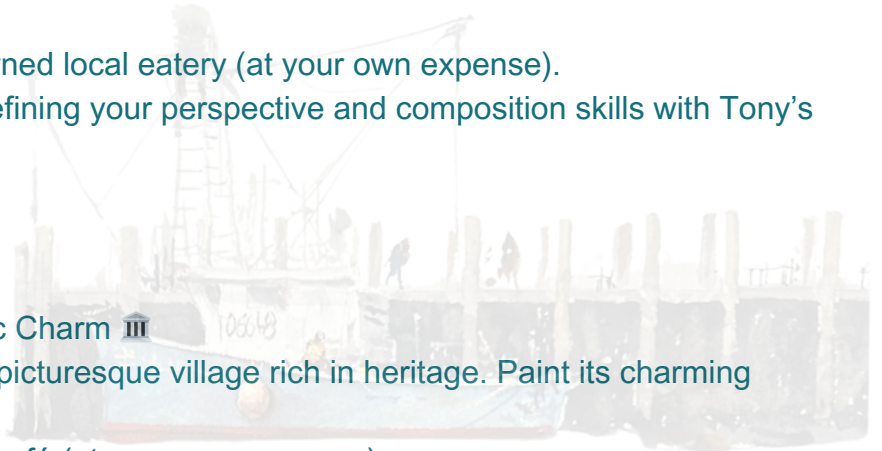 ned local eatery (at your own expense).
efining your perspective and composition skills with Tony’s
c Charm 🏛️
picturesque village rich in heritage. Paint its charming